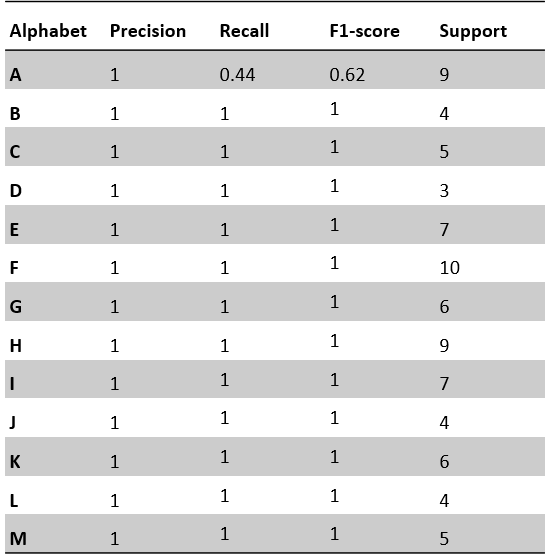 Alphabet Precision Recall F1-score Support
A 1 0.44 0.62 9
B 1 1 1 4
C 1 1 1 5
D 1 1 1 3
E 1 1 1 7
F 1 1 1 10
G 1 1 1 6
H 1 1 1 9
I 1 1 1 7
J 1 1 1 4
K 1 1 1 6
L 1 1 1 4
M 1 1 1 5